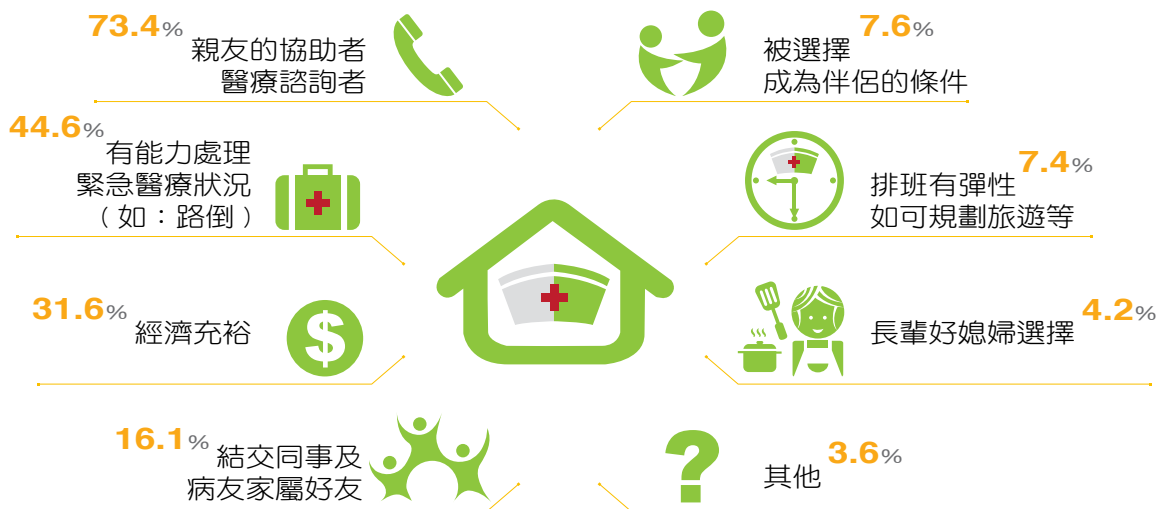 73.4%
親友的協助者
醫療諮詢者
44.6%
有能力處理
緊急醫療狀況
（如：路倒）
31.6%
經濟充裕
16.1%
結交同事及
病友家屬好友
7.6%
被選擇
成為伴侶的條件
7.4%
排班有彈性
如可規劃旅遊等
4.2%
長輩好媳婦選擇
3.6%
其他